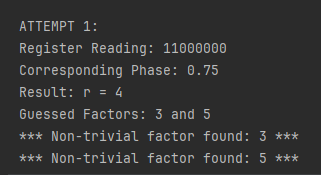 ATTEMPT 1:
Register Reading: 11000000
Corresponding Phase: 0.75
Result: r = 4
Guessed Factors: 3 and 5
*** Non-trivial factor found: 3 ***
*** Non-trivial factor found: 5 ***